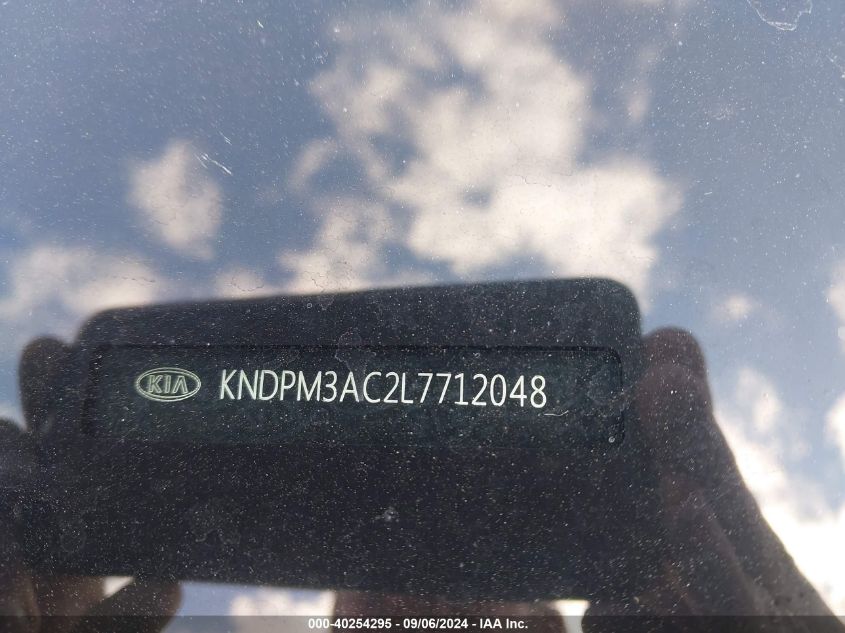 KIA KNDPM3AC2L7712048
000-40254295 - 09/06/2024 - IAA Inc.